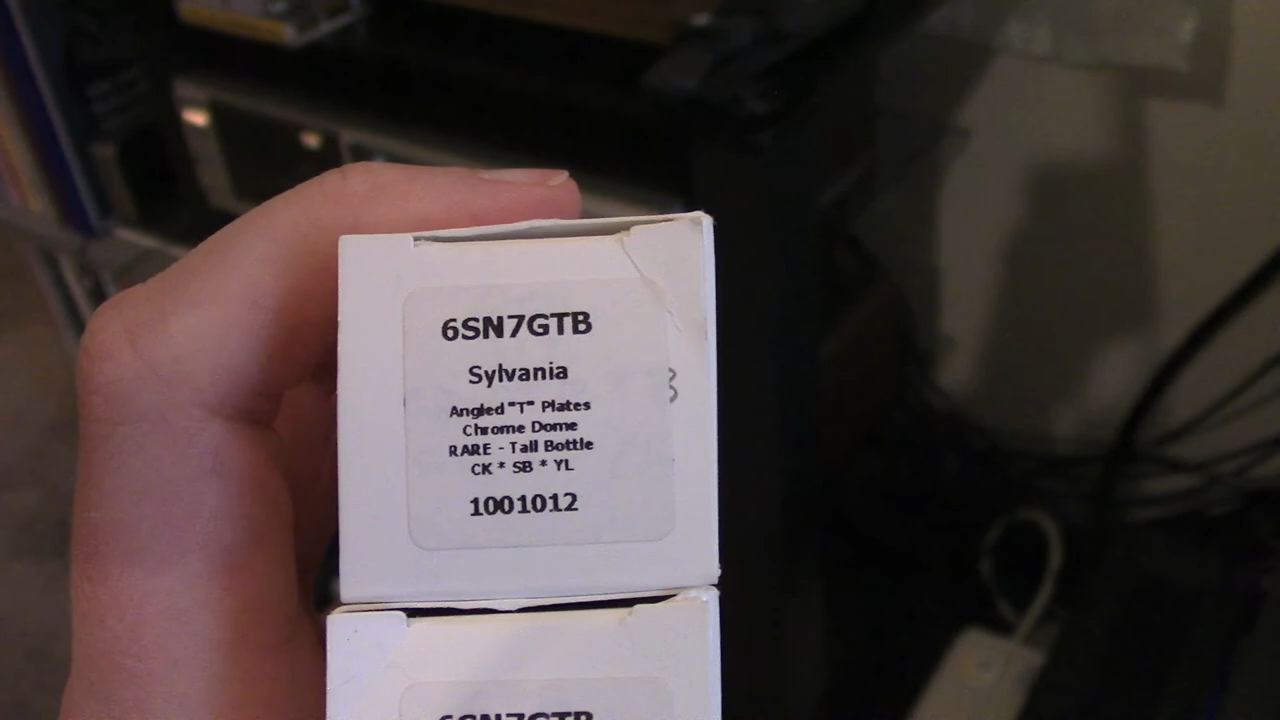 6SN7GTB
Sylvania
Angled "T" Plates
Chrome Dome
RARE - Tall Bottle
CK * SB * YL
1001012
6SN7GTB